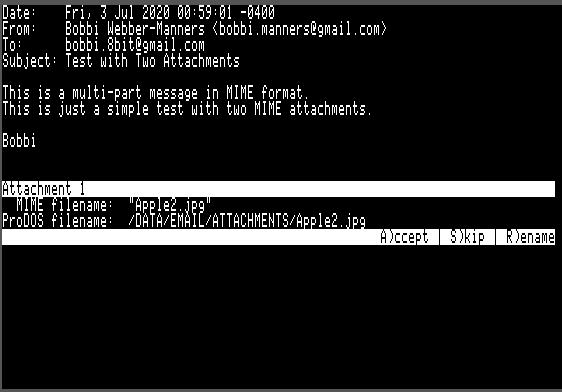 Date:    Fri, 3 Jul 2020 00:59:01 -0400
From:    Bobbi Webber-Manners <bobbi.manners@gmail.com>
To:      bobbi.8bit@gmail.com
Subject: Test with Two Attachments
This is a multi-part message in MIME format.
This is just a simple test with two MIME attachments.
Bobbi
Attachment 1
  MIME filename:  "Apple2.jpg"
ProDOS filename:  /DATA/EMAIL/ATTACHMENTS/Apple2.jpg
A)ccept | S)kip | R)ename